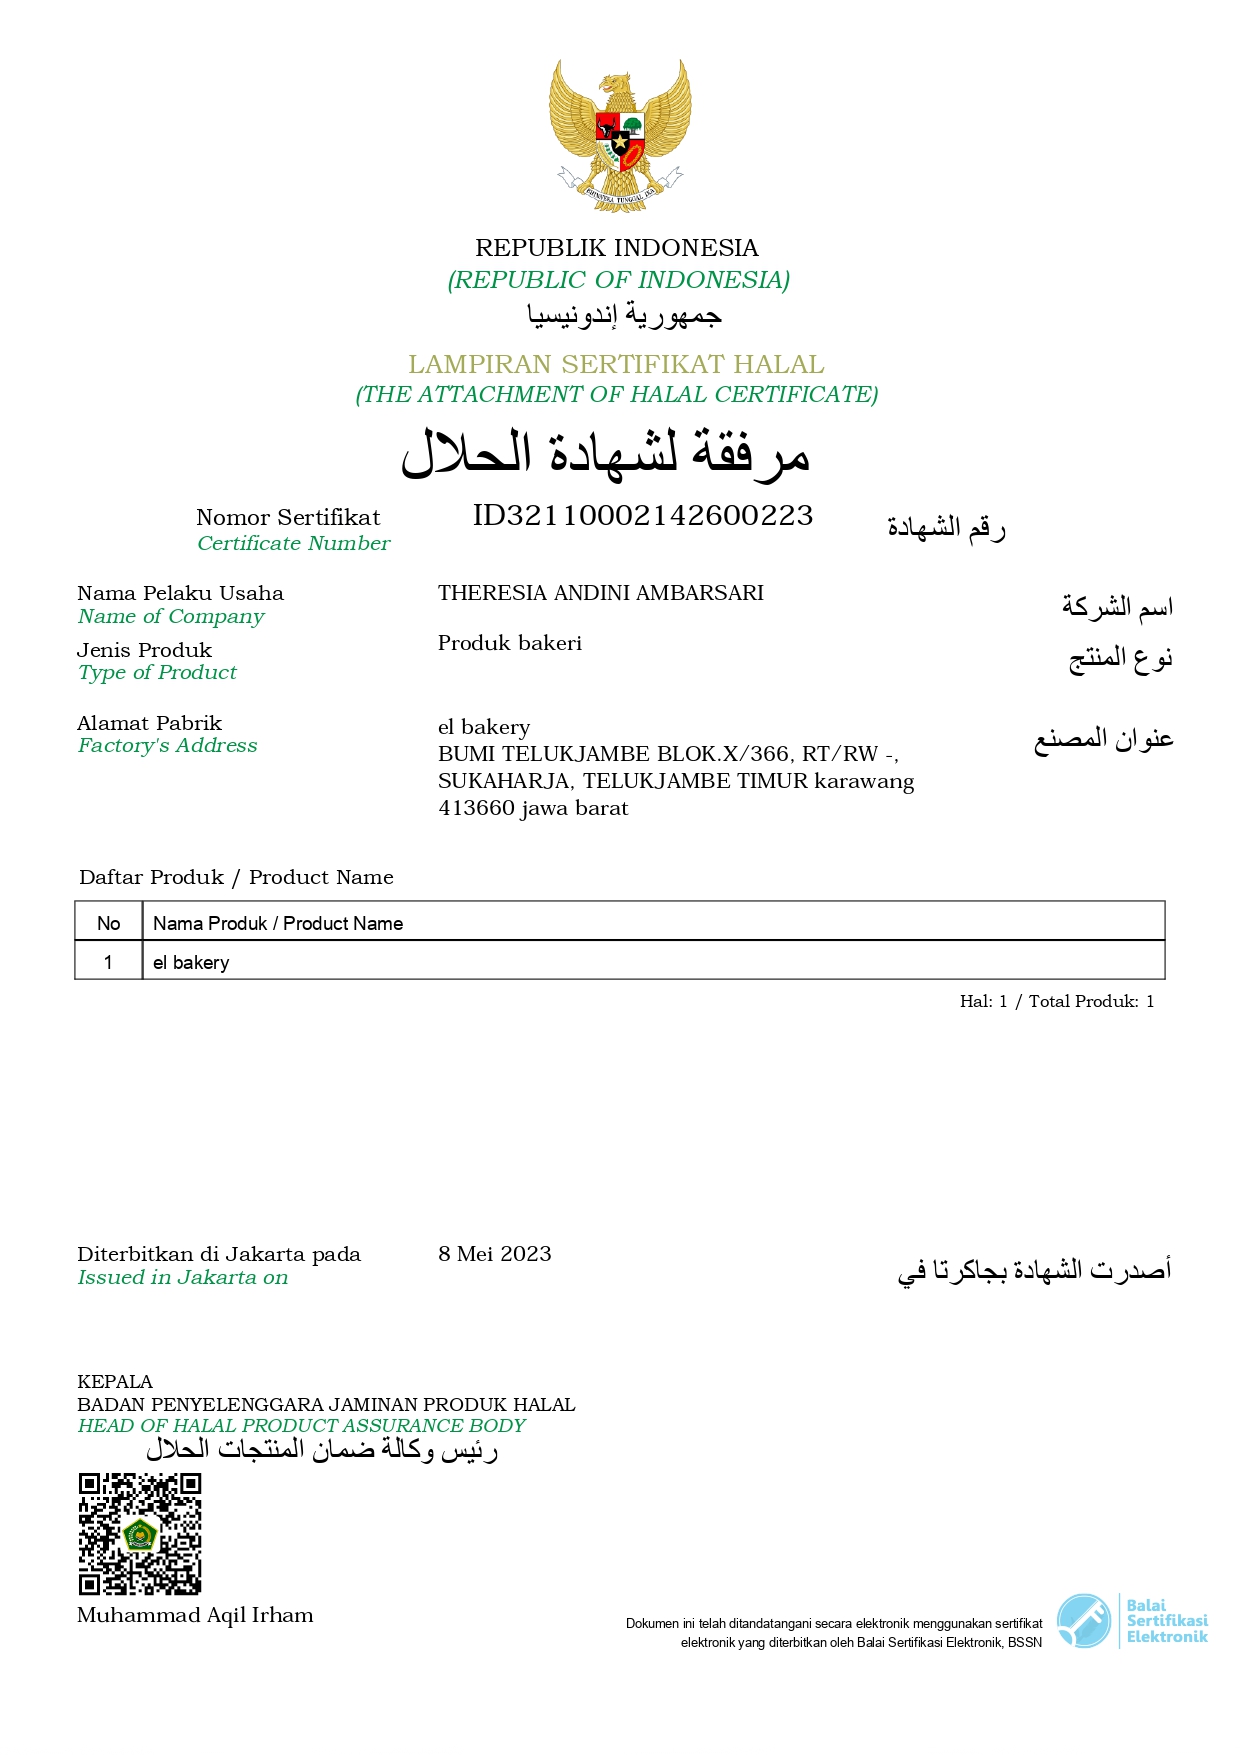 BHINNEKA TUNGGAL IKA
REPUBLIK INDONESIA
(REPUBLIC OF INDONESIA)
جمهورية إندونيسيا
LAMPIRAN SERTIFIKAT HALAL
(THE ATTACHMENT OF HALAL CERTIFICATE)
مرفقة لشهادة الحلال
Nomor Sertifikat ID32110002142600223 رقم الشهادة
Certificate Number
Nama Pelaku Usaha THERESIA ANDINI AMBARSARI اسم الشركة
Name of Company
Jenis Produk Produk bakeri نوع المنتج
Type of Product
Alamat Pabrik el bakery عنوان المصنع
Factory's Address BUMI TELUKJAMBE BLOK.X/366, RT/RW -,
SUKAHARJA, TELUKJAMBE TIMUR karawang
413660 jawa barat
Daftar Produk / Product Name
No Nama Produk / Product Name
1 el bakery
Hal: 1 / Total Produk: 1
Diterbitkan di Jakarta pada 8 Mei 2023 أصدرت الشهادة بجاكرتا في
Issued in Jakarta on
KEPALA
BADAN PENYELENGGARA JAMINAN PRODUK HALAL
HEAD OF HALAL PRODUCT ASSURANCE BODY
رئيس وكالة ضمان المنتجات الحلال
Muhammad Aqil Irham
Dokumen ini telah ditandatangani secara elektronik menggunakan sertifikat
elektronik yang diterbitkan oleh Balai Sertifikasi Elektronik, BSSN
Balai
Sertifikasi
Elektronik